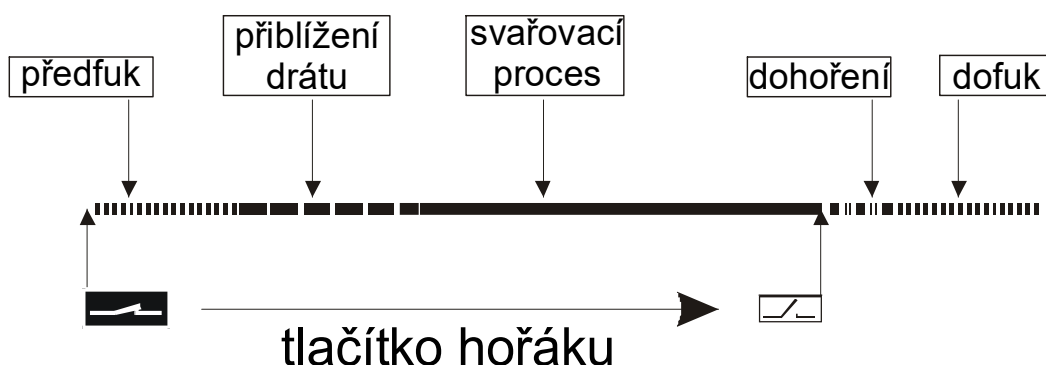 předfuk
přiblížení
drátu
svařovací
proces
dohoření
dofuk
tlačítko hořáku